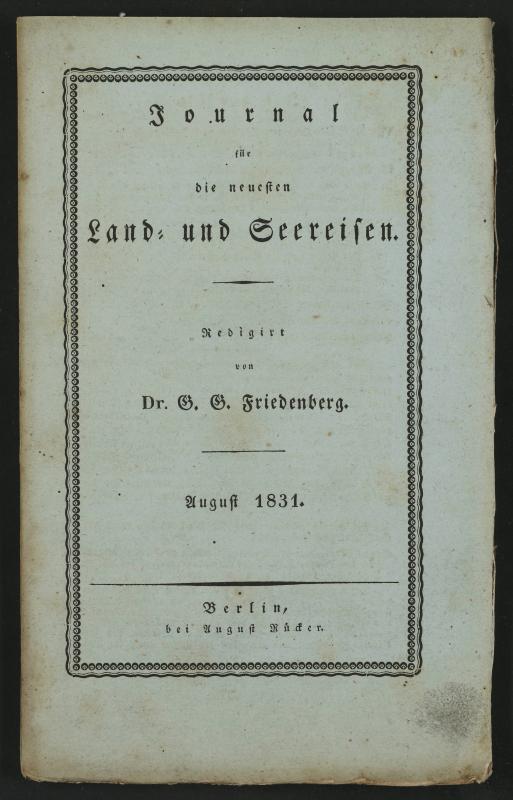 Journal
für
die neueſten
Land- und Seereiſen.
Redigirt
von
Dr. G. G. Friedenberg.
Auguſt 1831.
Berlin,
bei Auguſt Rücker.